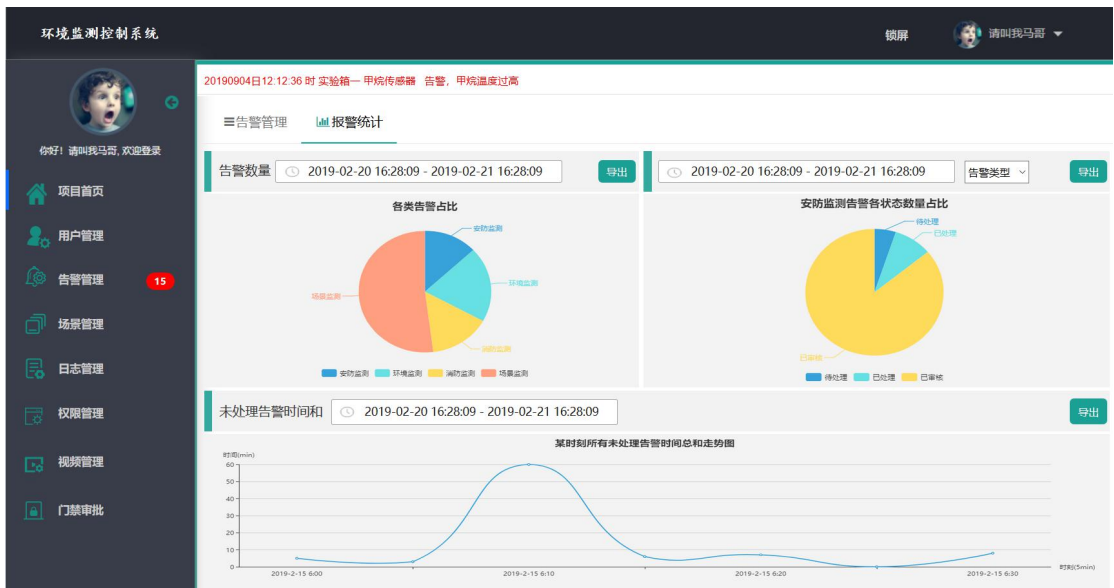 环境监测控制系统
锁屏
请叫我马哥
你好！请叫我马哥, 欢迎登录
项目首页
用户管理
告警管理
15
场景管理
日志管理
权限管理
视频管理
门禁审批
20190904日12:12:36 时 实验箱一 甲烷传感器 告警，甲烷温度过高
告警管理
报警统计
告警数量
2019-02-20 16:28:09 - 2019-02-21 16:28:09
导出
各类告警占比
安防监测
环境监测
场景监测
消防监测
安防监测 环境监测 消防监测 场景监测
2019-02-20 16:28:09 - 2019-02-21 16:28:09
告警类型
导出
安防监测告警各状态数量占比
待处理
已处理
已审核
待处理 已处理 已审核
未处理告警时间和
2019-02-20 16:28:09 - 2019-02-21 16:28:09
导出
某时刻所有未处理告警时间总和走势图
时间(min)
60
50
40
30
20
10
0
2019-2-15 6:00 2019-2-15 6:10 2019-2-15 6:20 2019-2-15 6:30
时刻(5min)